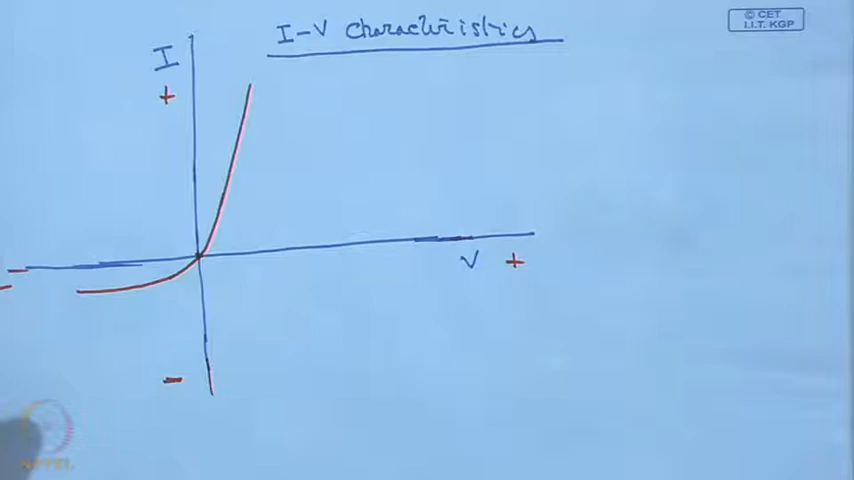 I-V Characteristics
© CET
I.I.T. KGP
I
+
V +
-
-
-
NPTEL